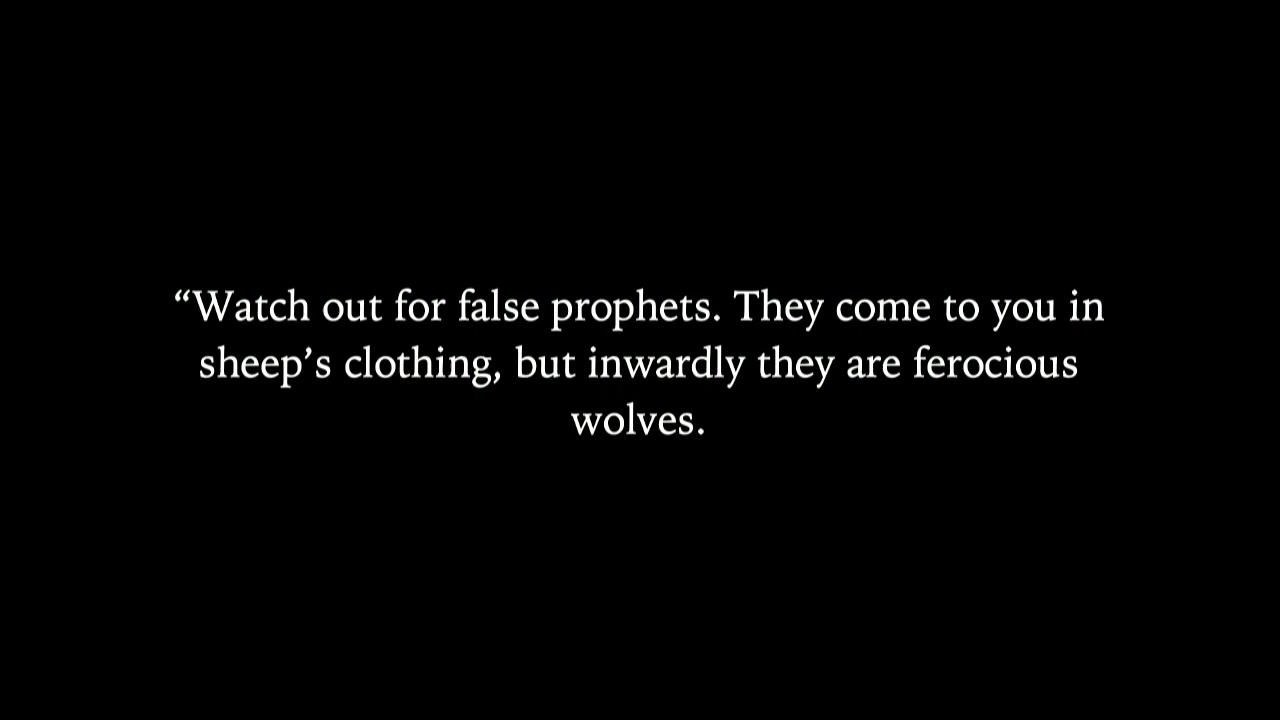 “Watch out for false prophets. They come to you in
sheep’s clothing, but inwardly they are ferocious
wolves.